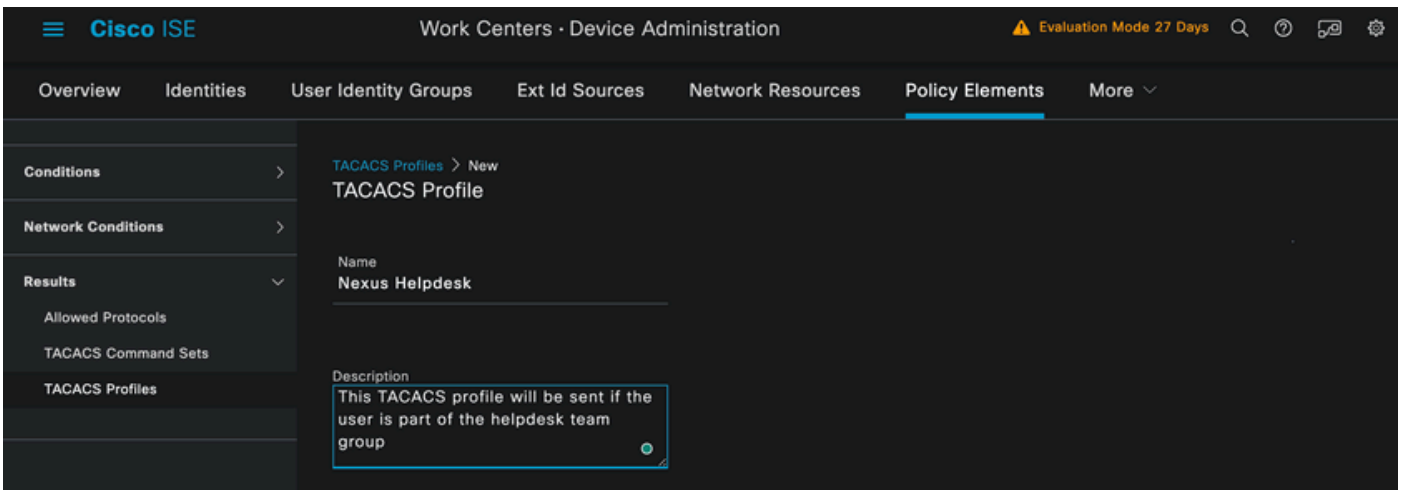 Cisco ISE
Work Centers · Device Administration
Evaluation Mode 27 Days
Overview
Identities
User Identity Groups
Ext Id Sources
Network Resources
Policy Elements
More
Conditions
Network Conditions
Results
Allowed Protocols
TACACS Command Sets
TACACS Profiles
TACACS Profiles > New
TACACS Profile
Name
Nexus Helpdesk
Description
This TACACS profile will be sent if the
user is part of the helpdesk team
group